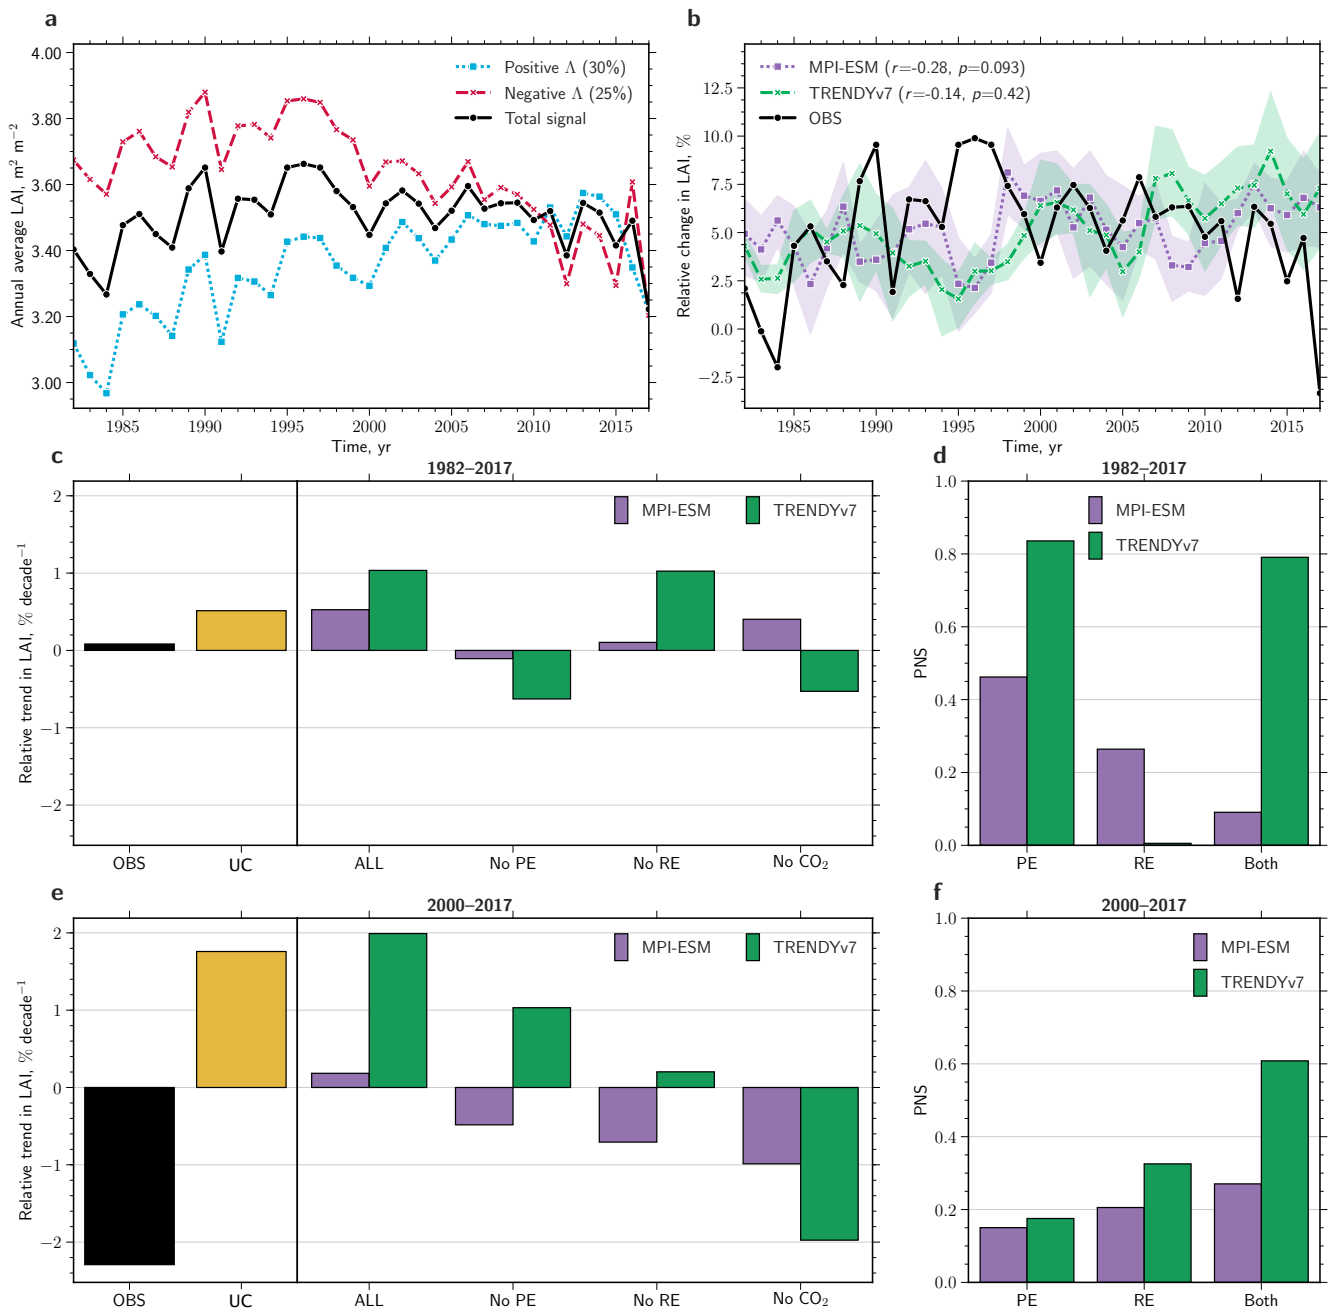 a
4.00
3.80
3.60
3.40
3.20
3.00
Annual average LAI, m² m⁻²
Positive Λ (30%)
Negative Λ (25%)
Total signal
1985 1990 1995 2000 2005 2010 2015
Time, yr
b
12.5
10.0
7.5
5.0
2.5
0.0
−2.5
Relative change in LAI, %
MPI-ESM (r=-0.28, p=0.093)
TRENDYv7 (r=-0.14, p=0.42)
OBS
1985 1990 1995 2000 2005 2010 2015
Time, yr
c
1982–2017
2
1
0
−1
−2
Relative trend in LAI, % decade⁻¹
MPI-ESM
TRENDYv7
OBS UC ALL No PE No RE No CO₂
d
1982–2017
1.0
0.8
0.6
0.4
0.2
0.0
PNS
MPI-ESM
TRENDYv7
PE RE Both
e
2000–2017
2
1
0
−1
−2
Relative trend in LAI, % decade⁻¹
MPI-ESM
TRENDYv7
OBS UC ALL No PE No RE No CO₂
f
2000–2017
1.0
0.8
0.6
0.4
0.2
0.0
PNS
MPI-ESM
TRENDYv7
PE RE Both